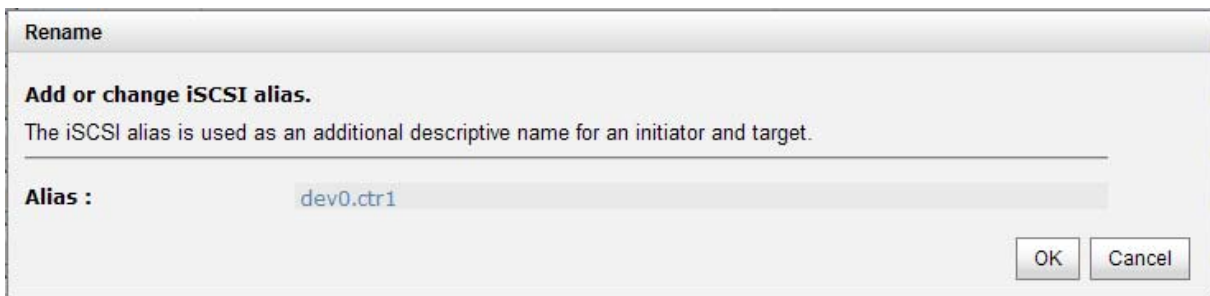 Rename
Add or change iSCSI alias.
The iSCSI alias is used as an additional descriptive name for an initiator and target.
Alias : dev0.ctr1
OK Cancel